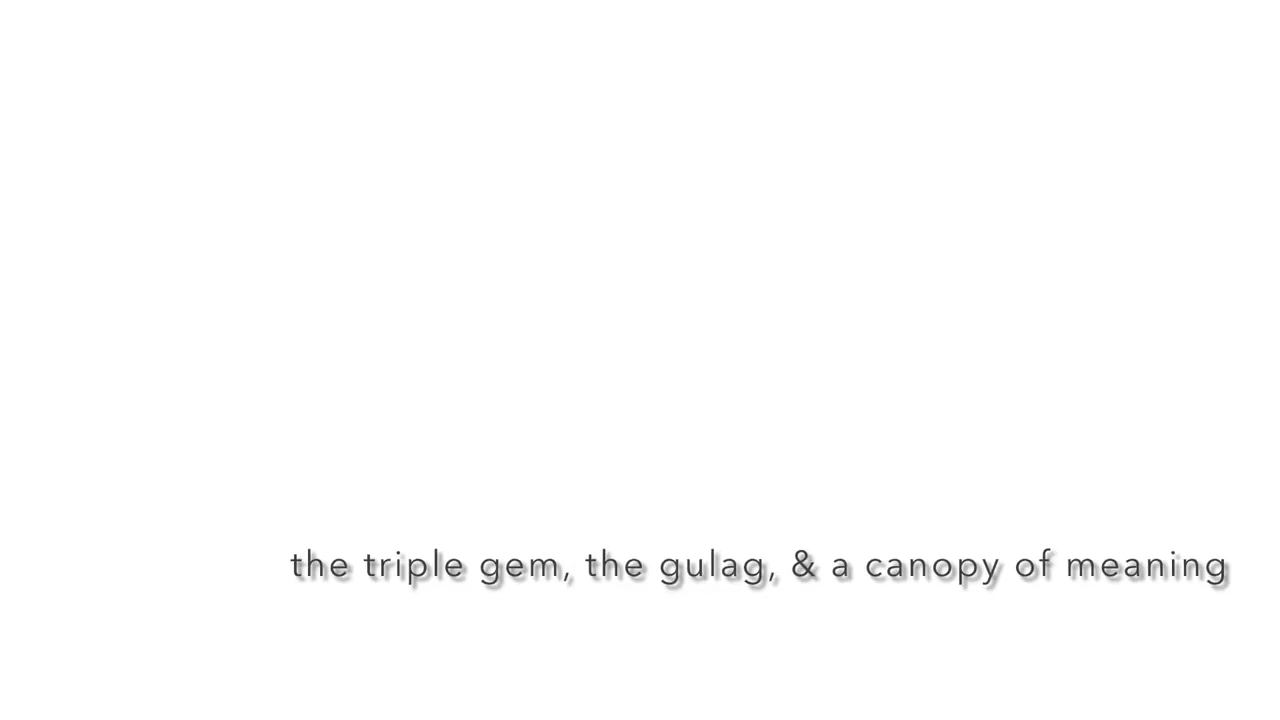 the triple gem, the gulag, & a canopy of meaning